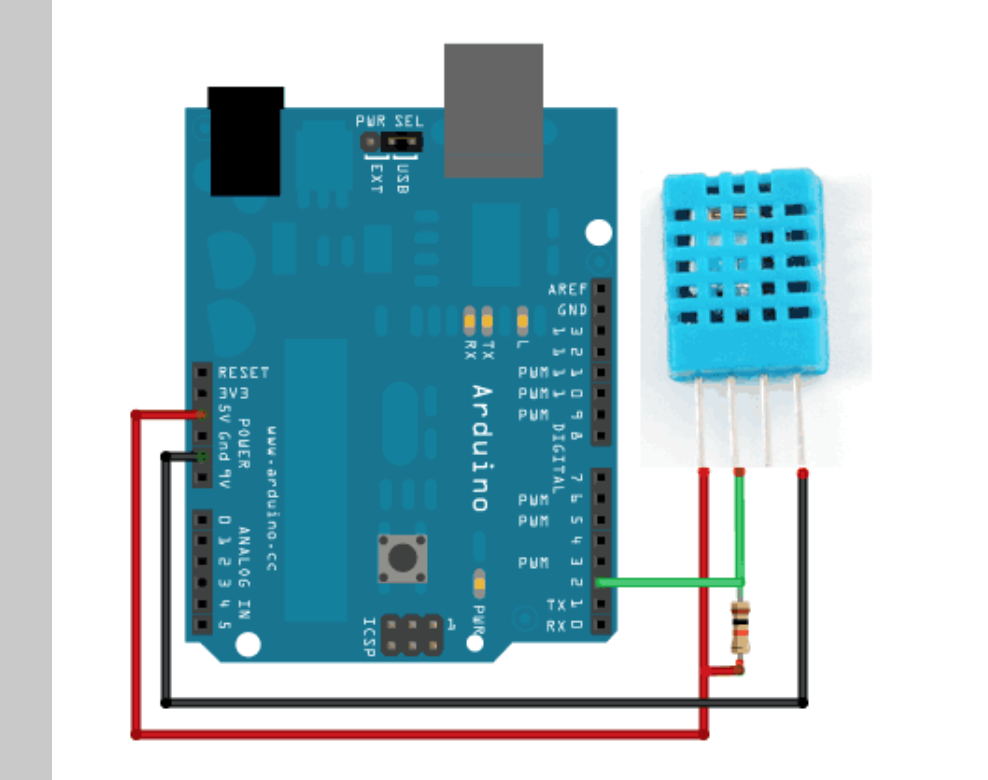 PWR SEL
EXT
USB
AREF
GND
13
12
RX
TX
L
RESET
3V3
5V
Gnd
9V
POWER
www.arduino.cc
Arduino
PWM 11
PWM 10
PWM 9
8
DIGITAL
7
PWM 6
PWM 5
4
PWM 3
2
TX 1
RX 0
0
1
2
3
4
5
ANALOG IN
ICSP
1
PWR